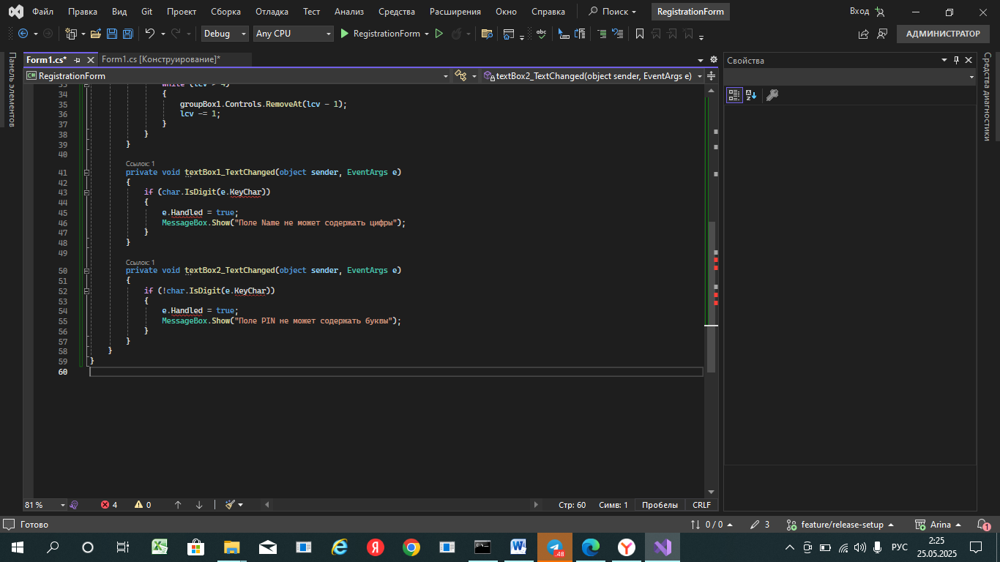 Файл Правка Вид Git Проект Сборка Отладка Тест Анализ Средства Расширения Окно Справка Поиск RegistrationForm Вход
Debug Any CPU RegistrationForm АДМИНИСТРАТОР
Панель элементов
Form1.cs* Form1.cs [Конструирование]*
RegistrationForm textBox2_TextChanged(object sender, EventArgs e)
33 while (lcv > 4)
34 {
35 groupBox1.Controls.RemoveAt(lcv - 1);
36 lcv -= 1;
37 }
38 }
39 }
40
Ссылок: 1
41 private void textBox1_TextChanged(object sender, EventArgs e)
42 {
43 if (char.IsDigit(e.KeyChar))
44 {
45 e.Handled = true;
46 MessageBox.Show("Поле Name не может содержать цифры");
47 }
48 }
49
Ссылок: 1
50 private void textBox2_TextChanged(object sender, EventArgs e)
51 {
52 if (!char.IsDigit(e.KeyChar))
53 {
54 e.Handled = true;
55 MessageBox.Show("Поле PIN не может содержать буквы");
56 }
57 }
58 }
59 }
60
81 % 4 0 Стр: 60 Симв: 1 Пробелы CRLF
Свойства
Средства диагностики
Готово 0 / 0 3 feature/release-setup Arina 1
.48 РУС 2:25
25.05.2025